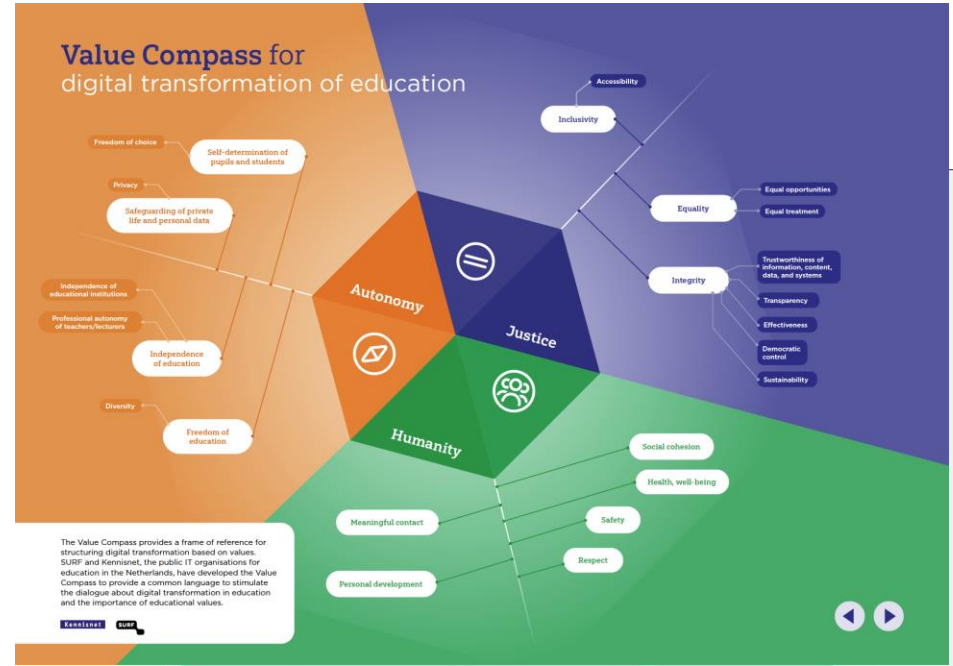 Value Compass for
digital transformation of education
Freedom of choice
Self-determination of
pupils and students
Privacy
Safeguarding of private
life and personal data
Independence of
educational institutions
Professional autonomy
of teachers/lecturers
Independence
of education
Diversity
Freedom of
education
Autonomy
Justice
Humanity
Accessibility
Inclusivity
Equality
Equal opportunities
Equal treatment
Integrity
Trustworthiness of
information, content,
data, and systems
Transparency
Effectiveness
Democratic
control
Sustainability
Social cohesion
Health, well-being
Meaningful contact
Safety
Respect
Personal development
The Value Compass provides a frame of reference for
structuring digital transformation based on values.
SURF and Kennisnet, the public IT organisations for
education in the Netherlands, have developed the Value
Compass to provide a common language to stimulate
the dialogue about digital transformation in education
and the importance of educational values.
Kennisnet
SURF